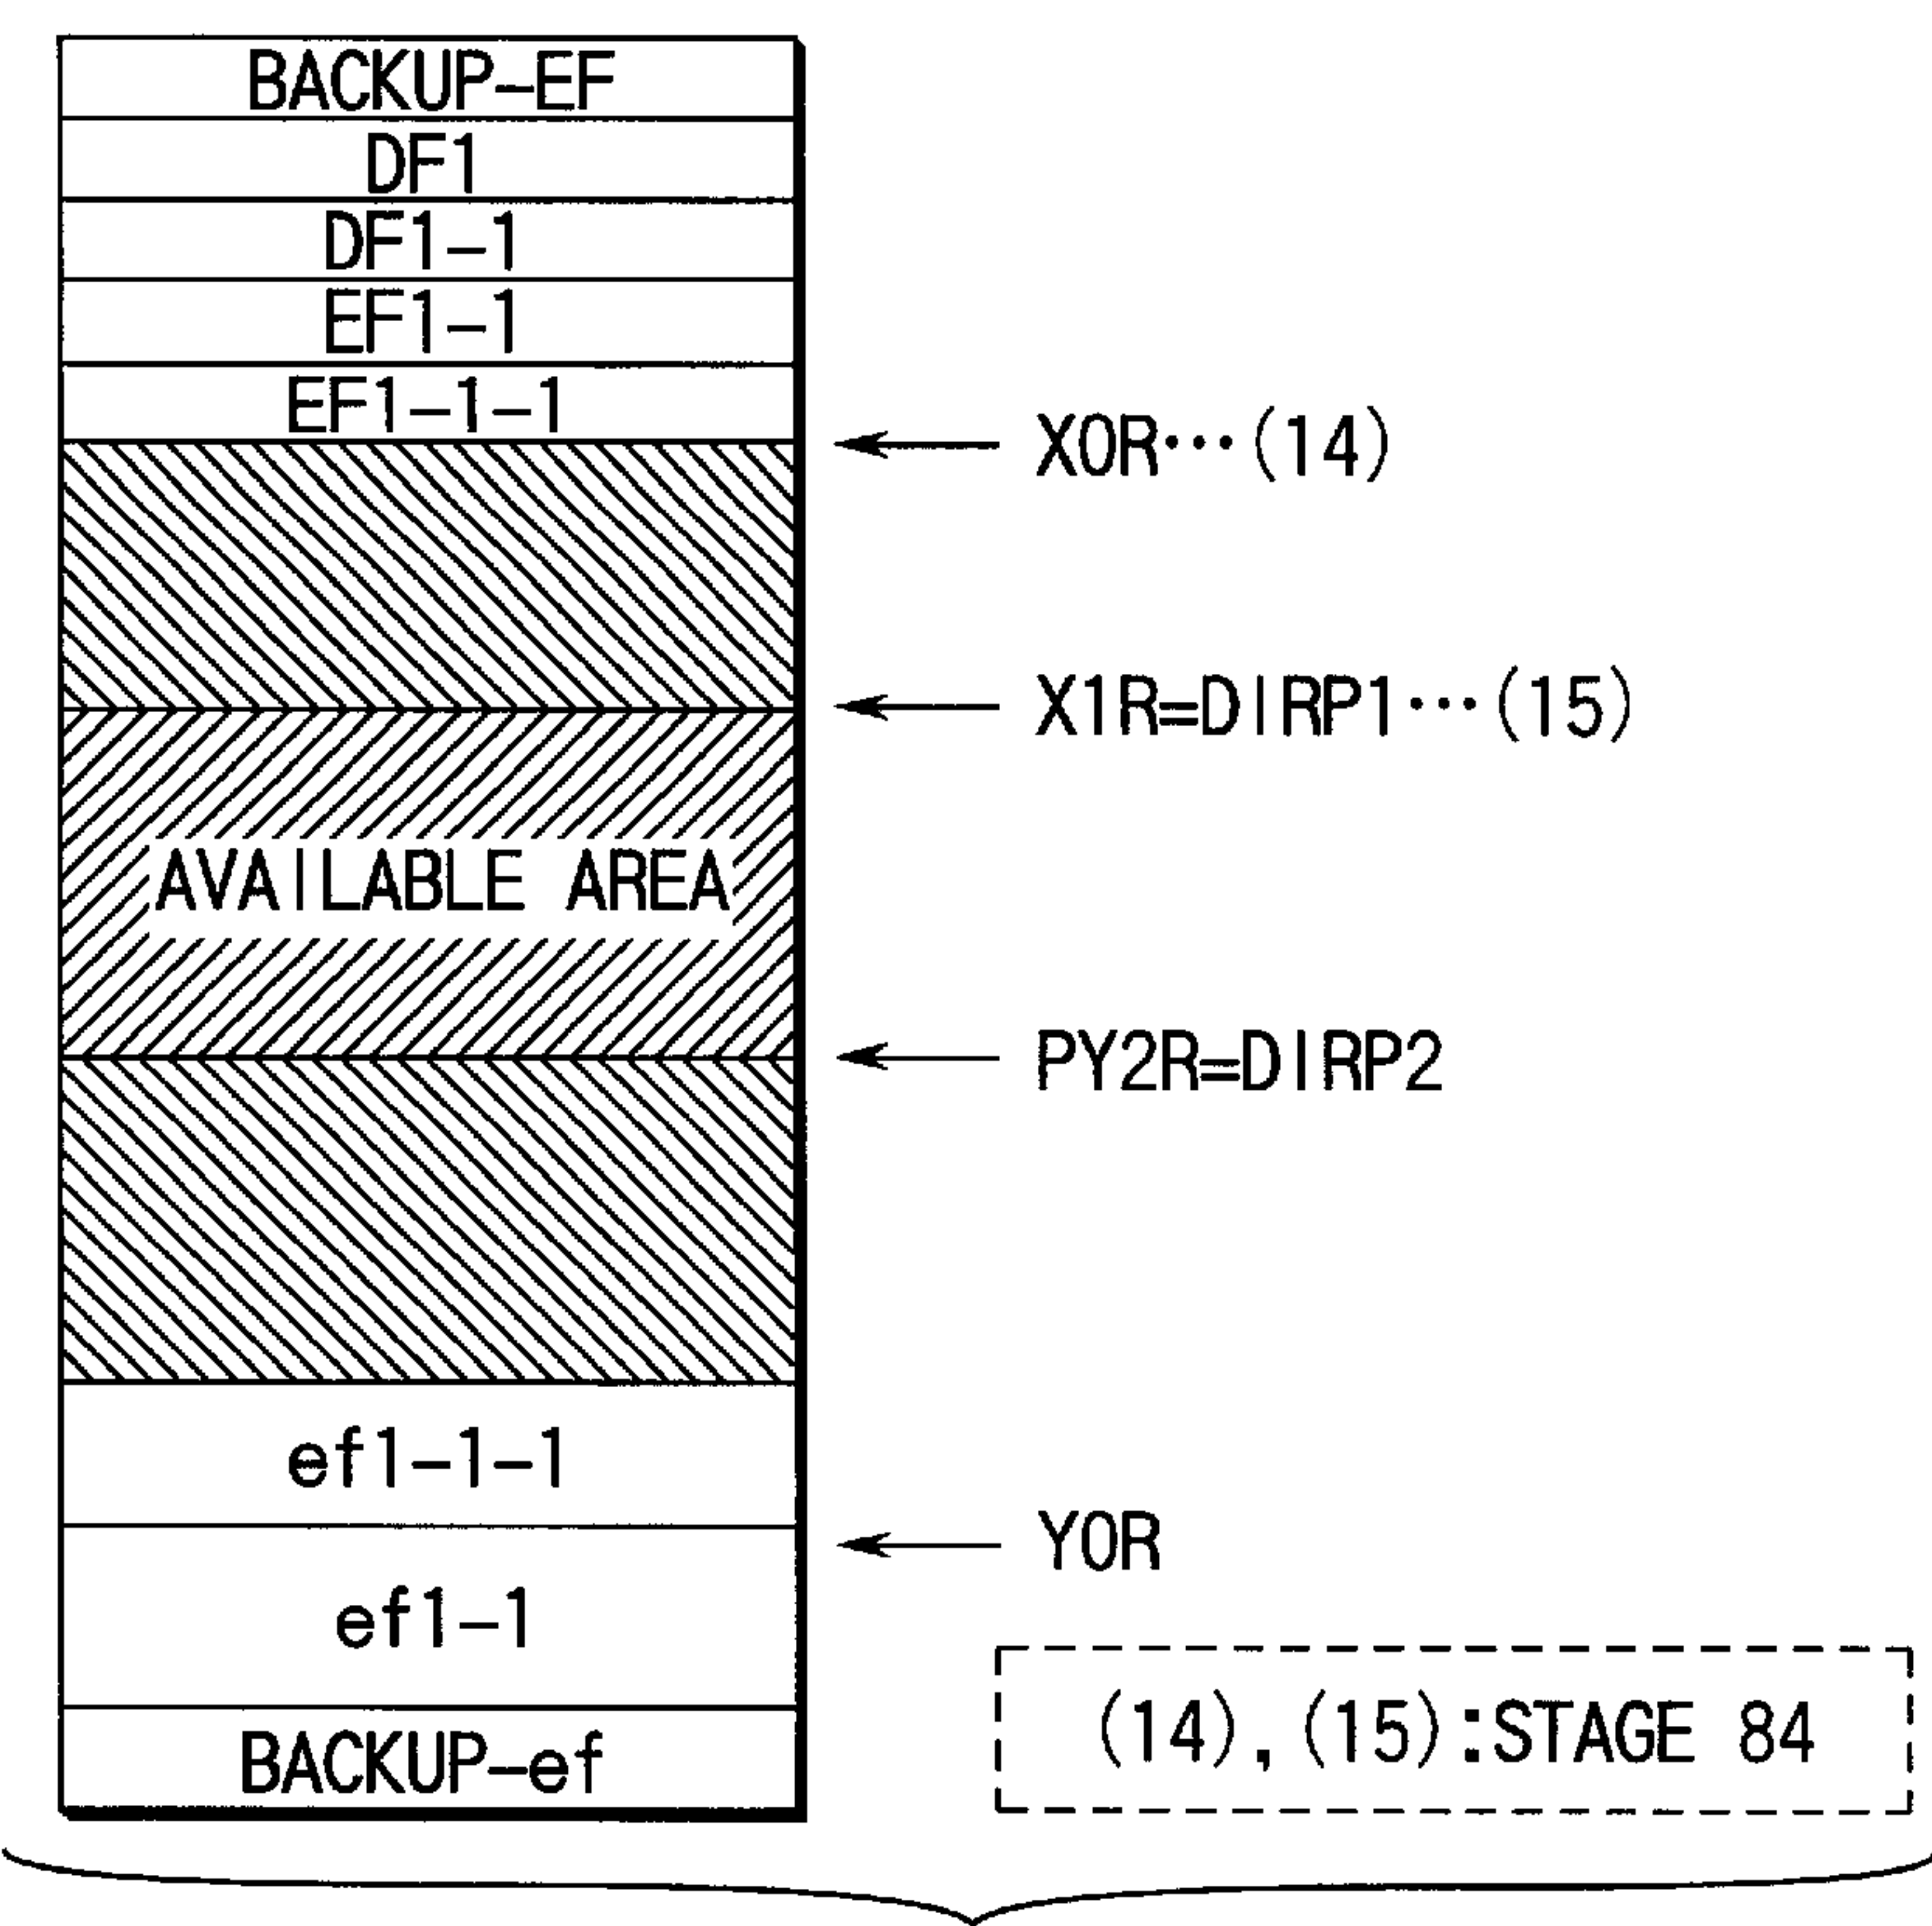 BACKUP-EF
DF1
DF1-1
EF1-1
EF1-1-1
X0R···(14)
X1R=DIRP1···(15)
AVAILABLE AREA
PY2R=DIRP2
ef1-1-1
Y0R
ef1-1
(14),(15):STAGE 84
BACKUP-ef